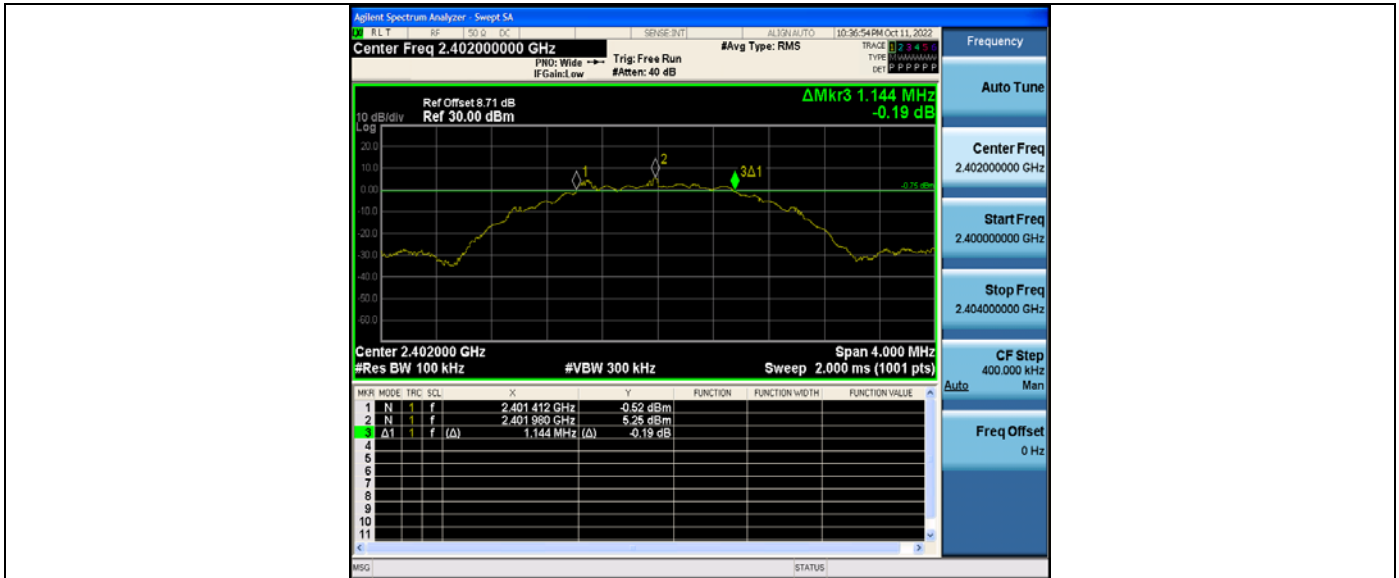 Agilent Spectrum Analyzer - Swept SA
RLT RF 50 Ω DC SENSE:INT ALIGN AUTO 10:36:54 PM Oct 11, 2022
Center Freq 2.402000000 GHz
PNO: Wide
IFGain:Low
Trig: Free Run
#Atten: 40 dB
#Avg Type: RMS
TRACE 1 2 3 4 5 6
TYPE
DET P P P P P P
ΔMkr3 1.144 MHz
-0.19 dB
Ref Offset 8.71 dB
10 dB/div Ref 30.00 dBm
Log
20.0
10.0
0.00
-10.0
-20.0
-30.0
-40.0
-50.0
-60.0
1
2
3Δ1
-0.75 dBm
Center 2.402000 GHz Span 4.000 MHz
#Res BW 100 kHz #VBW 300 kHz Sweep 2.000 ms (1001 pts)
MKR MODE TRC SCL X Y FUNCTION FUNCTION WIDTH FUNCTION VALUE
1 N 1 f 2.401 412 GHz -0.52 dBm
2 N 1 f 2.401 980 GHz 5.25 dBm
3 Δ1 1 f (Δ) 1.144 MHz (Δ) -0.19 dB
4
5
6
7
8
9
10
11
MSG STATUS
Frequency
Auto Tune
Center Freq
2.402000000 GHz
Start Freq
2.400000000 GHz
Stop Freq
2.404000000 GHz
CF Step
400.000 kHz
Auto Man
Freq Offset
0 Hz